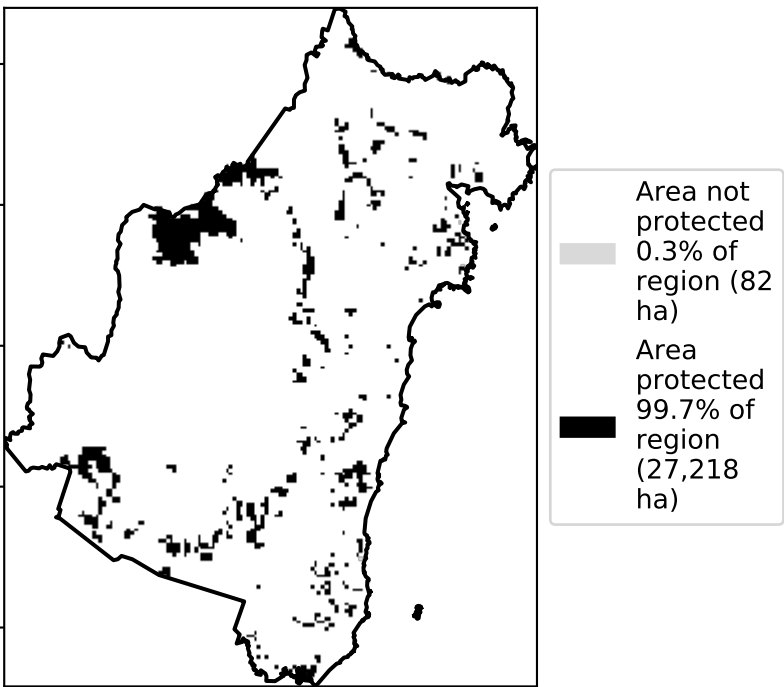 Area not
protected
0.3% of
region (82
ha)
Area
protected
99.7% of
region
(27,218
ha)